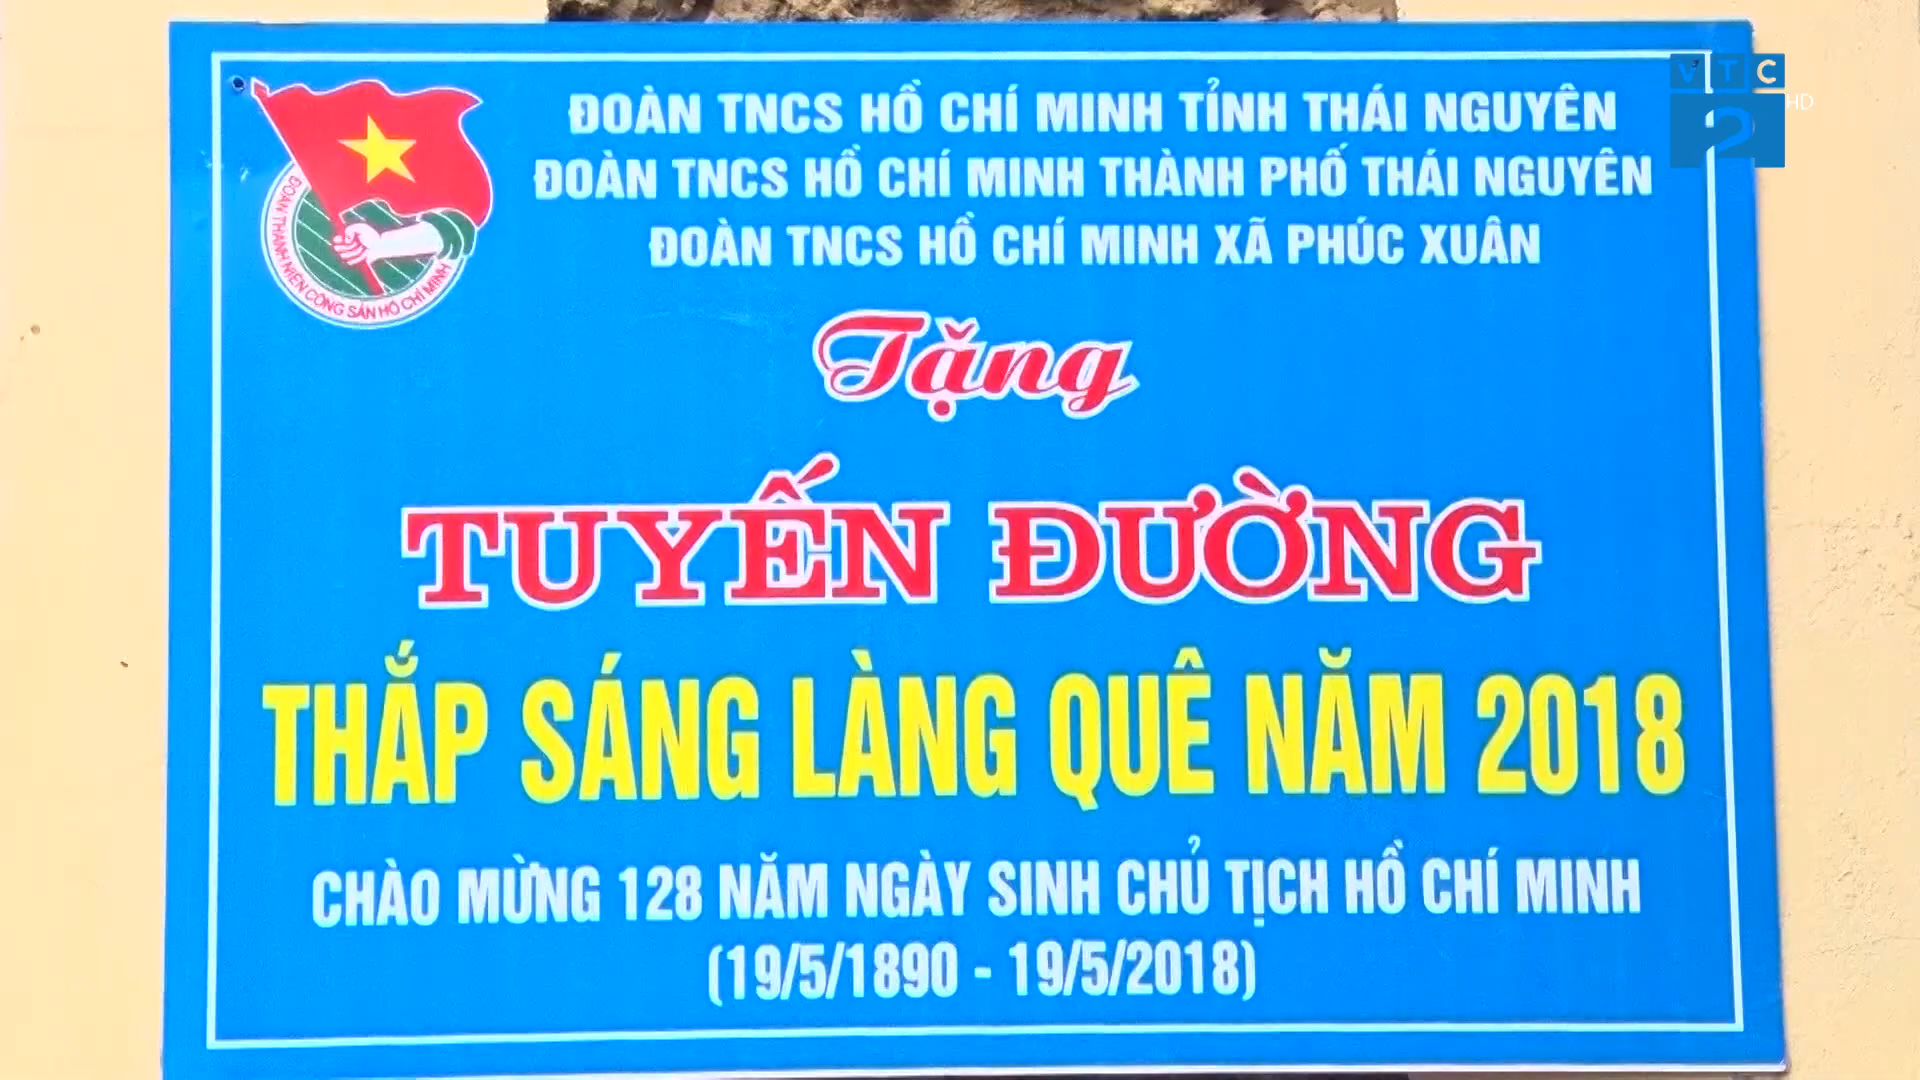 VTC
2 HD
ĐOÀN TNCS HỒ CHÍ MINH TỈNH THÁI NGUYÊN
ĐOÀN TNCS HỒ CHÍ MINH THÀNH PHỐ THÁI NGUYÊN
ĐOÀN TNCS HỒ CHÍ MINH XÃ PHÚC XUÂN
ĐOÀN THANH NIÊN CỘNG SẢN HỒ CHÍ MINH
Tặng
TUYẾN ĐƯỜNG
THẮP SÁNG LÀNG QUÊ NĂM 2018
CHÀO MỪNG 128 NĂM NGÀY SINH CHỦ TỊCH HỒ CHÍ MINH
(19/5/1890 - 19/5/2018)